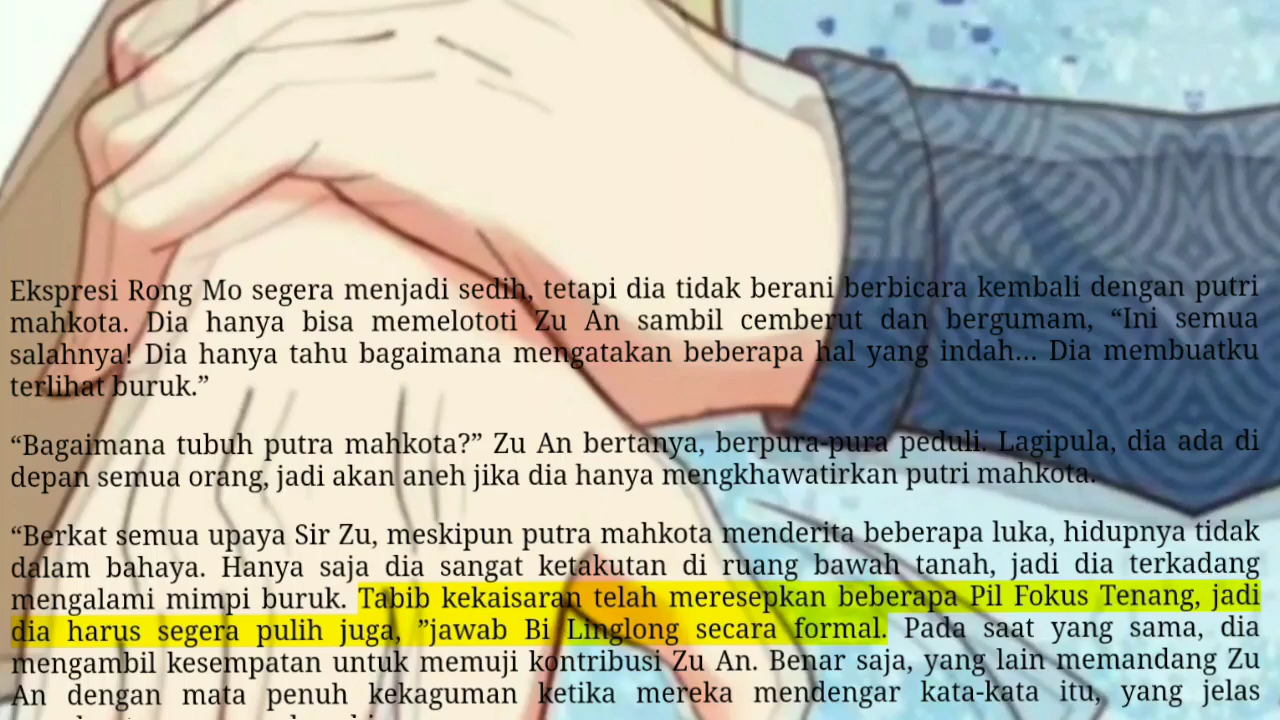 Ekspresi Rong Mo segera menjadi sedih, tetapi dia tidak berani berbicara kembali dengan putri
mahkota. Dia hanya bisa memelototi Zu An sambil cemberut dan bergumam, “Ini semua
salahnya! Dia hanya tahu bagaimana mengatakan beberapa hal yang indah... Dia membuatku
terlihat buruk.”
“Bagaimana tubuh putra mahkota?” Zu An bertanya, berpura-pura peduli. Lagipula, dia ada di
depan semua orang, jadi akan aneh jika dia hanya mengkhawatirkan putri mahkota.
“Berkat semua upaya Sir Zu, meskipun putra mahkota menderita beberapa luka, hidupnya tidak
dalam bahaya. Hanya saja dia sangat ketakutan di ruang bawah tanah, jadi dia terkadang
mengalami mimpi buruk. Tabib kekaisaran telah meresepkan beberapa Pil Fokus Tenang, jadi
dia harus segera pulih juga, ”jawab Bi Linglong secara formal. Pada saat yang sama, dia
mengambil kesempatan untuk memuji kontribusi Zu An. Benar saja, yang lain memandang Zu
An dengan mata penuh kekaguman ketika mereka mendengar kata-kata itu, yang jelas